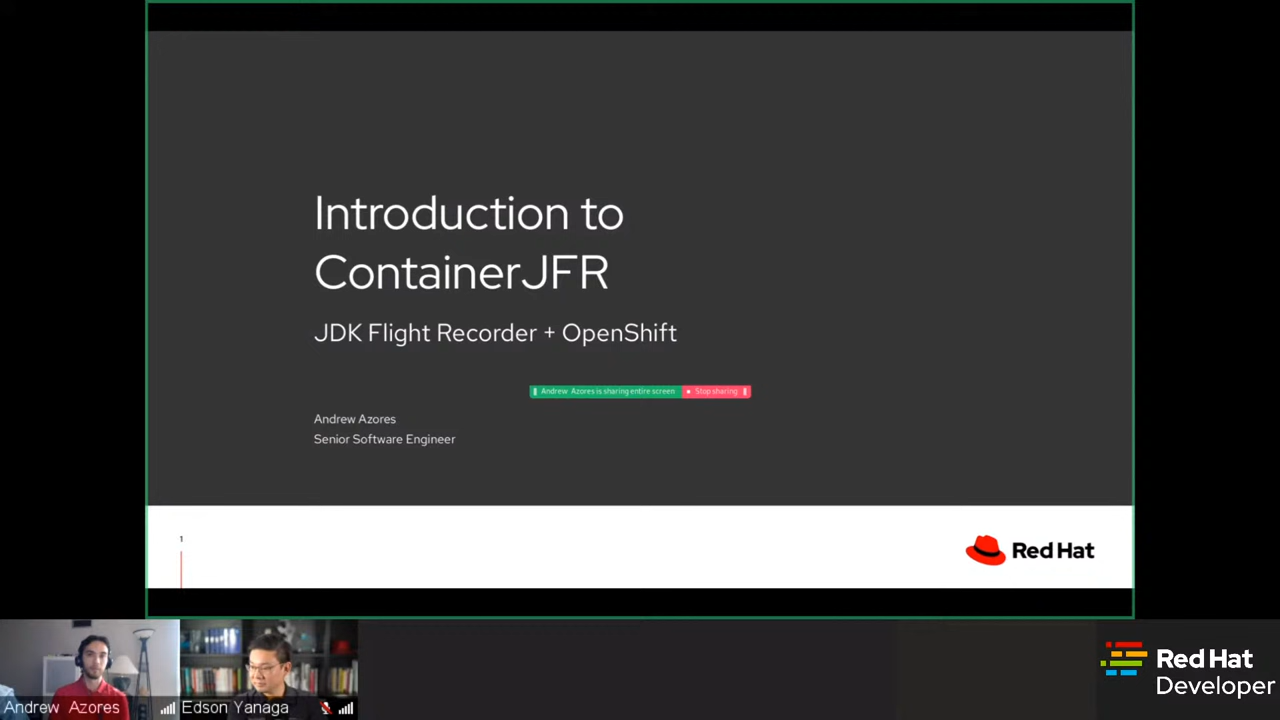 Introduction to
ContainerJFR
JDK Flight Recorder + OpenShift
Andrew Azores is sharing entire screen Stop sharing
Andrew Azores
Senior Software Engineer
1
Red Hat
Andrew Azores
Edson Yanaga
Red Hat
Developer